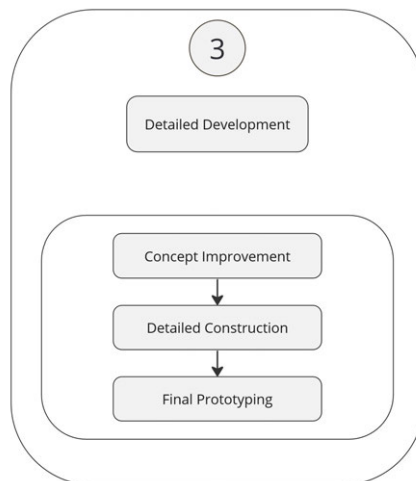 3
Detailed Development
Concept Improvement
Detailed Construction
Final Prototyping